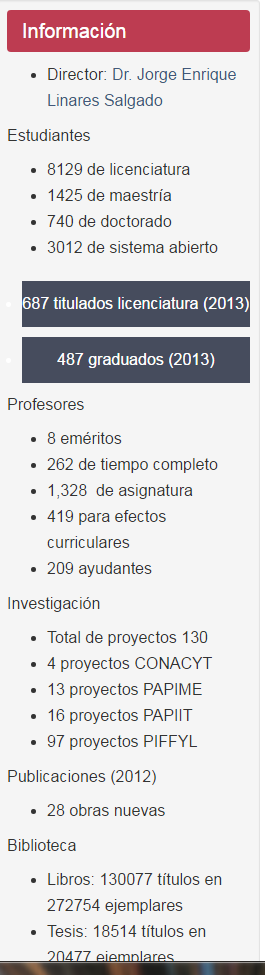 Información
Director: Dr. Jorge Enrique
Linares Salgado
Estudiantes
8129 de licenciatura
1425 de maestría
740 de doctorado
3012 de sistema abierto
687 titulados licenciatura (2013)
487 graduados (2013)
Profesores
8 eméritos
262 de tiempo completo
1,328 de asignatura
419 para efectos
curriculares
209 ayudantes
Investigación
Total de proyectos 130
4 proyectos CONACYT
13 proyectos PAPIME
16 proyectos PAPIIT
97 proyectos PIFFYL
Publicaciones (2012)
28 obras nuevas
Biblioteca
Libros: 130077 títulos en
272754 ejemplares
Tesis: 18514 títulos en
20477 ejemplares